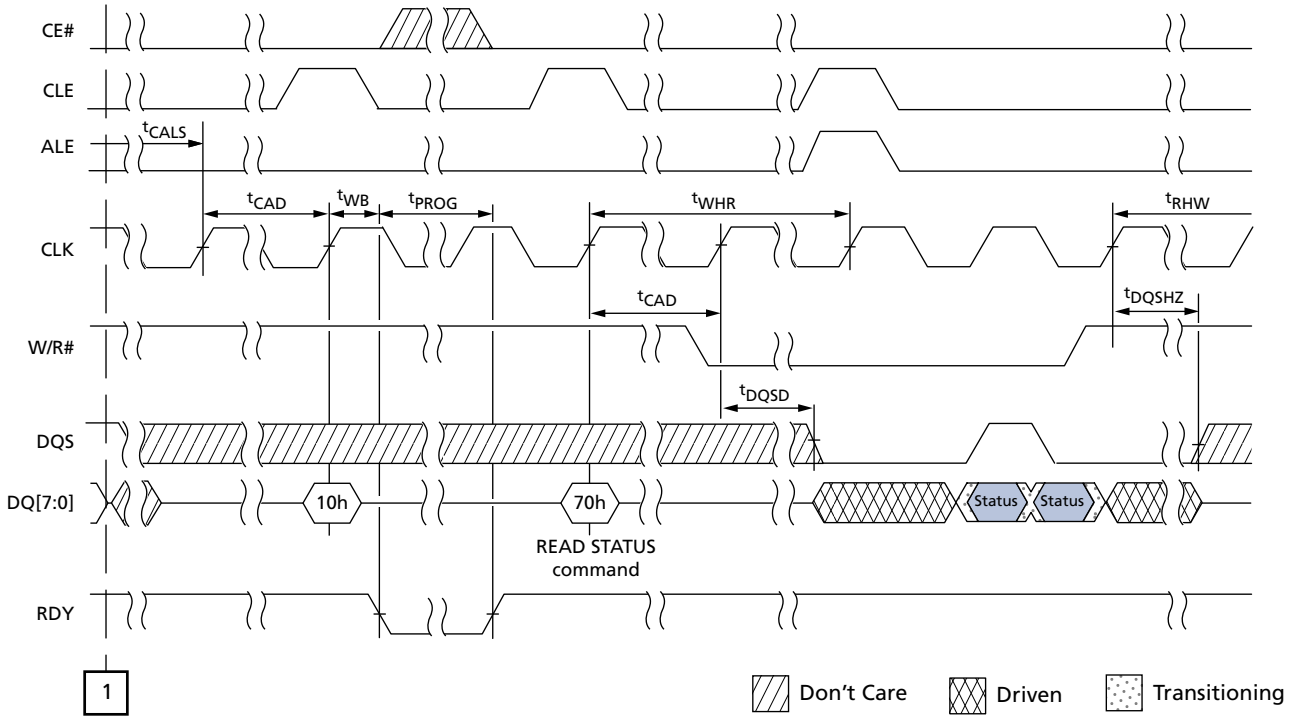 CE#
CLE
tCALS
ALE
tCAD
tWB
tPROG
tWHR
tRHW
CLK
tCAD
tDQSHZ
W/R#
tDQSD
DQS
DQ[7:0]
10h
70h
Status
Status
READ STATUS
command
RDY
1
Don't Care
Driven
Transitioning